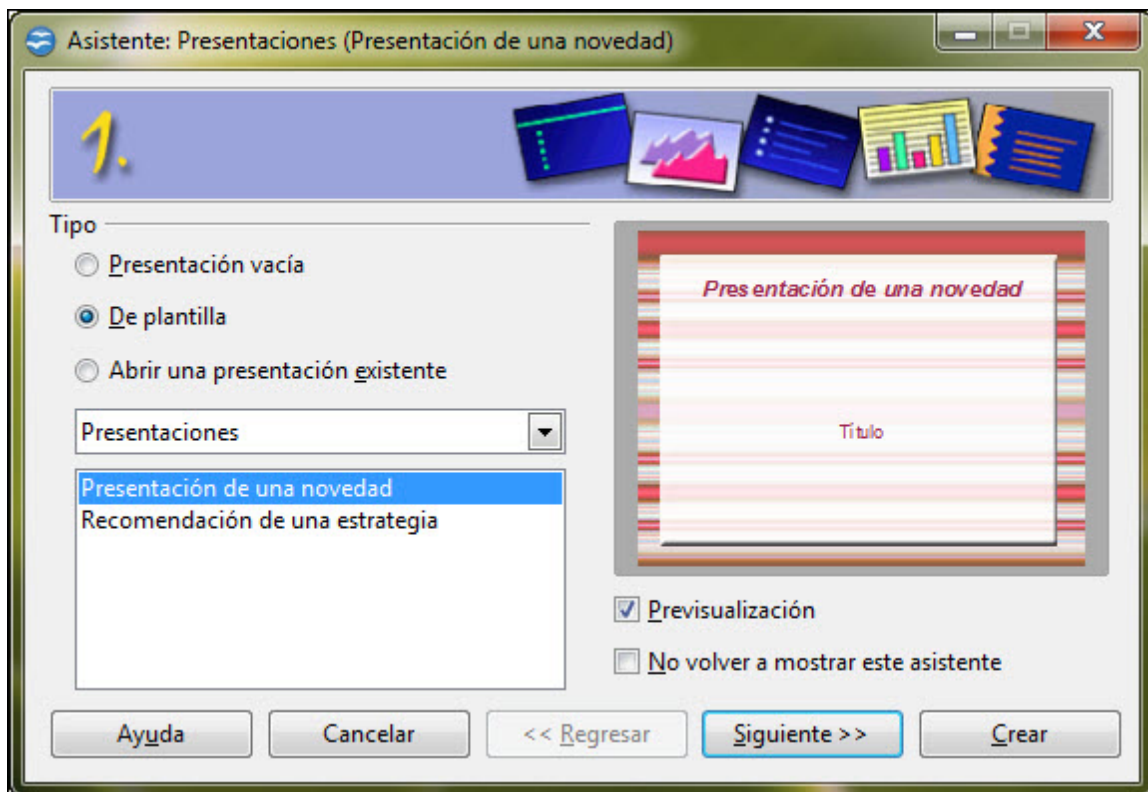 Asistente: Presentaciones (Presentación de una novedad)
1.
Tipo
Presentación vacía
De plantilla
Abrir una presentación existente
Presentaciones
Presentación de una novedad
Recomendación de una estrategia
Presentación de una novedad
Título
Previsualización
No volver a mostrar este asistente
Ayuda
Cancelar
<< Regresar
Siguiente >>
Crear